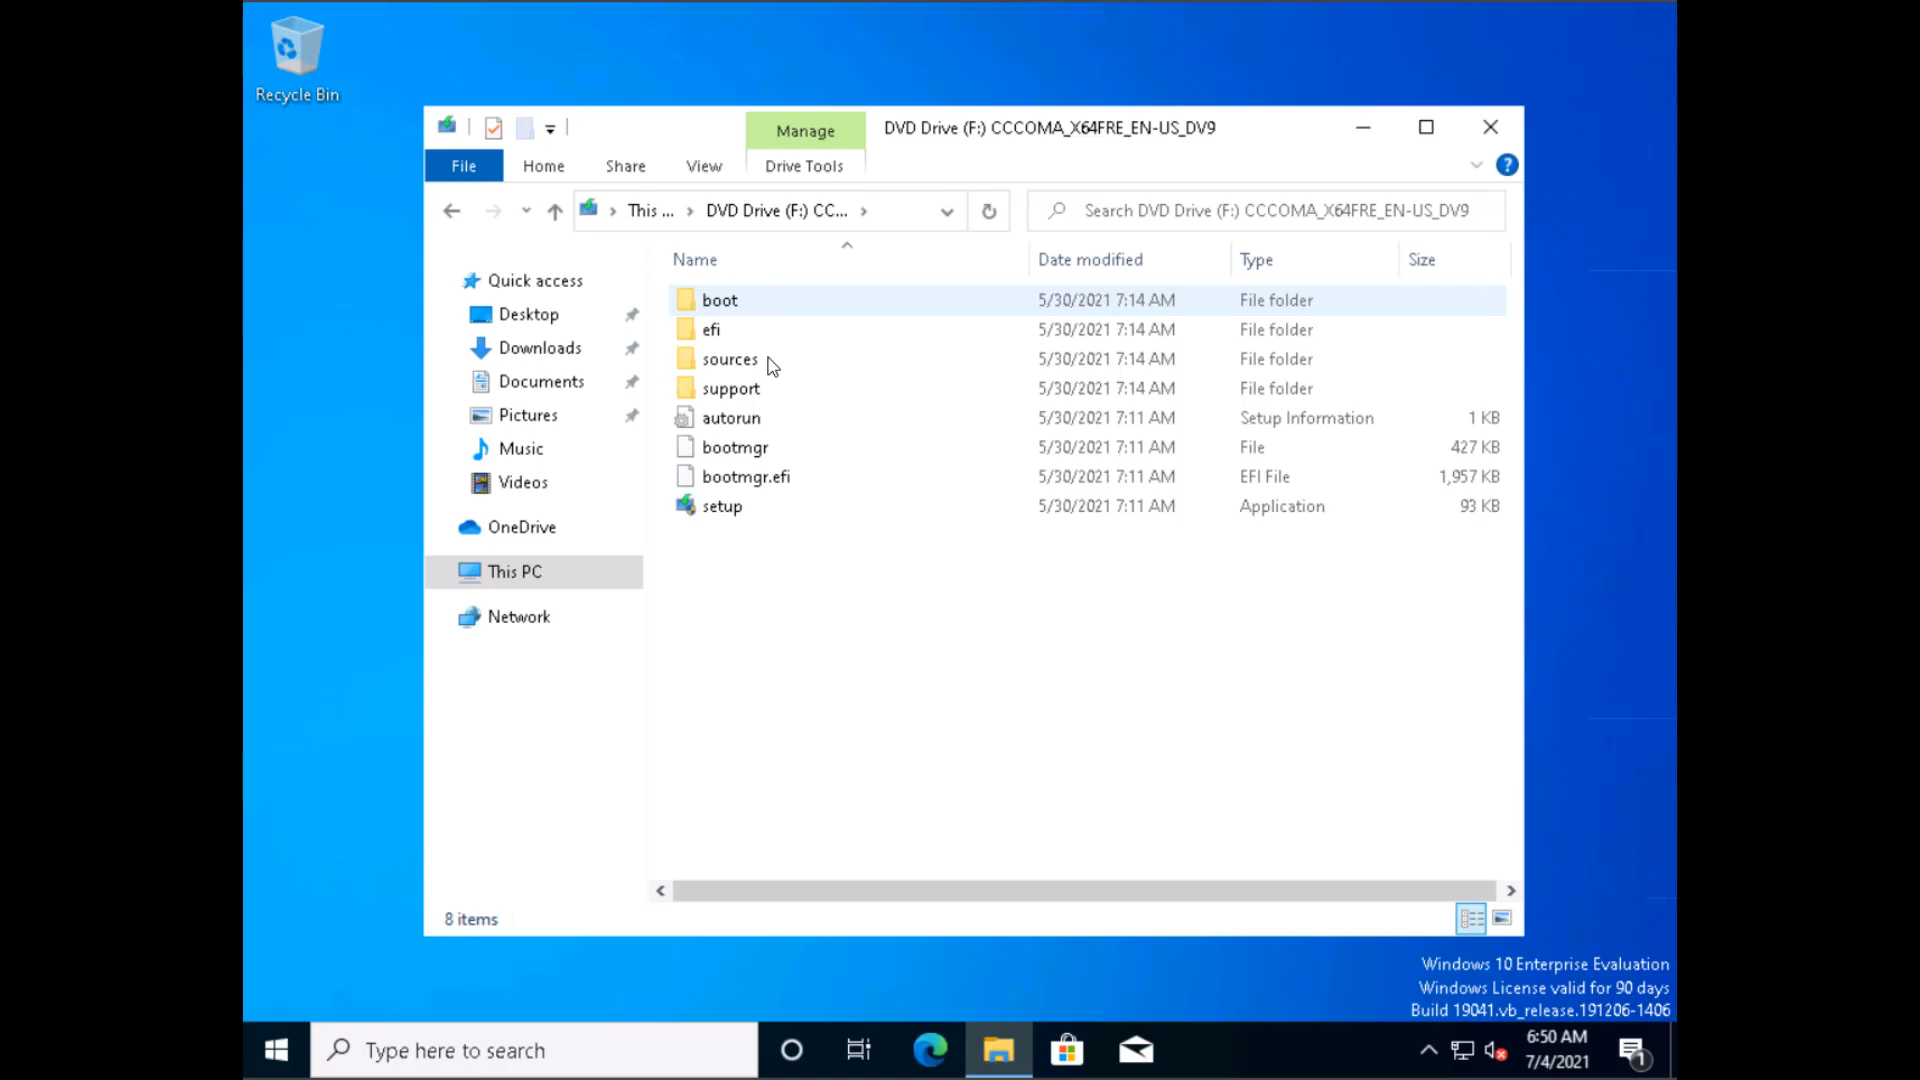 Recycle Bin
Manage
DVD Drive (F:) CCCOMA_X64FRE_EN-US_DV9
File
Home
Share
View
Drive Tools
This ...
DVD Drive (F:) CC...
Search DVD Drive (F:) CCCOMA_X64FRE_EN-US_DV9
Name
Date modified
Type
Size
Quick access
Desktop
Downloads
Documents
Pictures
Music
Videos
OneDrive
This PC
Network
boot 5/30/2021 7:14 AM File folder
efi 5/30/2021 7:14 AM File folder
sources 5/30/2021 7:14 AM File folder
support 5/30/2021 7:14 AM File folder
autorun 5/30/2021 7:11 AM Setup Information 1 KB
bootmgr 5/30/2021 7:11 AM File 427 KB
bootmgr.efi 5/30/2021 7:11 AM EFI File 1,957 KB
setup 5/30/2021 7:11 AM Application 93 KB
8 items
Windows 10 Enterprise Evaluation
Windows License valid for 90 days
Build 19041.vb_release.191206-1406
Type here to search
6:50 AM
7/4/2021
1